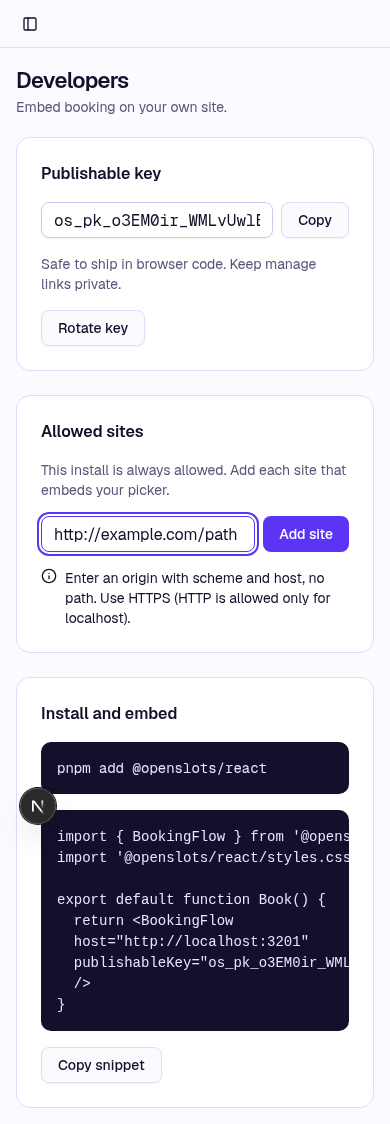 Developers
Embed booking on your own site.
Publishable key
os_pk_o3EM0ir_WMLvUwlE
Copy
Safe to ship in browser code. Keep manage
links private.
Rotate key
Allowed sites
This install is always allowed. Add each site that
embeds your picker.
http://example.com/path
Add site
Enter an origin with scheme and host, no
path. Use HTTPS (HTTP is allowed only for
localhost).
Install and embed
pnpm add @openslots/react
N
import { BookingFlow } from '@opens
import '@openslots/react/styles.css
export default function Book() {
return <BookingFlow
host="http://localhost:3201"
publishableKey="os_pk_o3EM0ir_WML
/>
}
Copy snippet